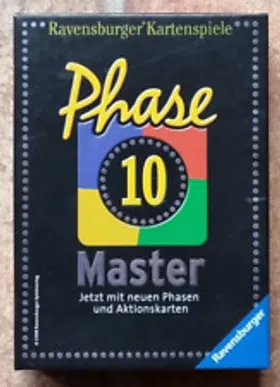 Ravensburger® Kartenspiele
Phase
10
Master
Jetzt mit neuen Phasen
und Aktionskarten
Ravensburger